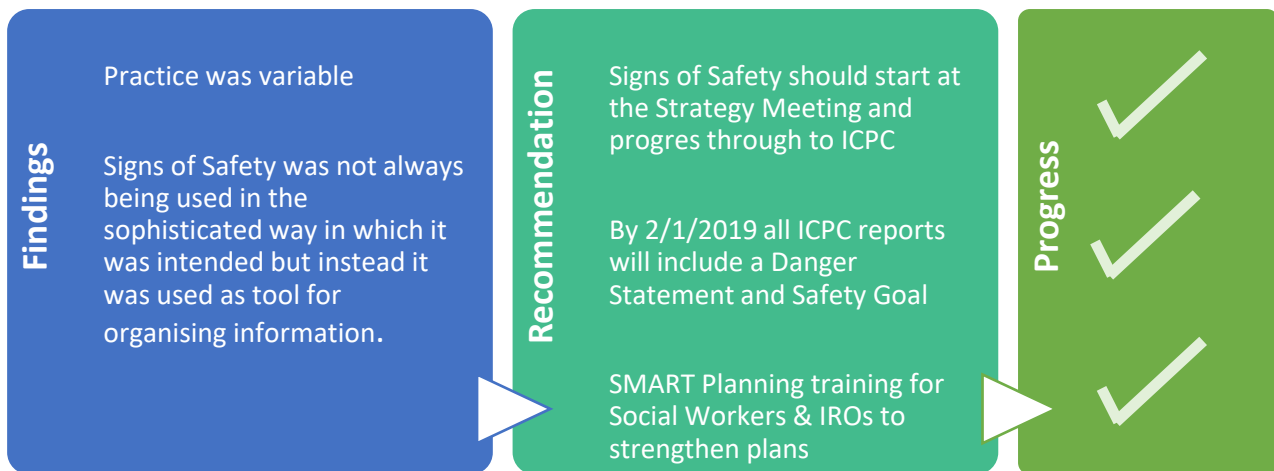 Findings
Practice was variable
Signs of Safety was not always
being used in the
sophisticated way in which it
was intended but instead it
was used as tool for
organising information.
Recommendation
Signs of Safety should start at
the Strategy Meeting and
progres through to ICPC
By 2/1/2019 all ICPC reports
will include a Danger
Statement and Safety Goal
SMART Planning training for
Social Workers & IROs to
strengthen plans
Progress